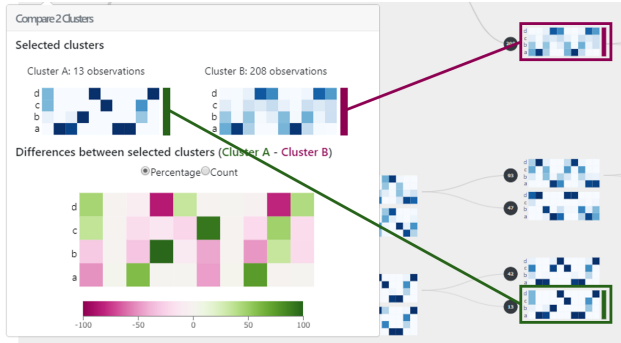 Compare 2 Clusters
Selected clusters
Cluster A: 13 observations
Cluster B: 208 observations
d
c
b
a
d
c
b
a
Differences between selected clusters (Cluster A - Cluster B)
Percentage Count
d
c
b
a
-100 -50 0 50 100
d
c
b
a
93
d
c
b
a
47
d
c
b
a
42
d
c
b
a
13
d
c
b
a